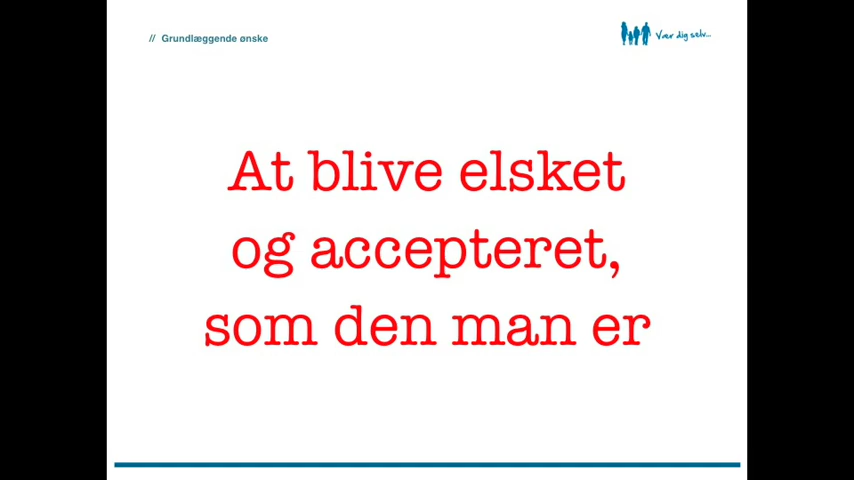 // Grundlæggende ønske
Vær dig selv...
At blive elsket
og accepteret,
som den man er